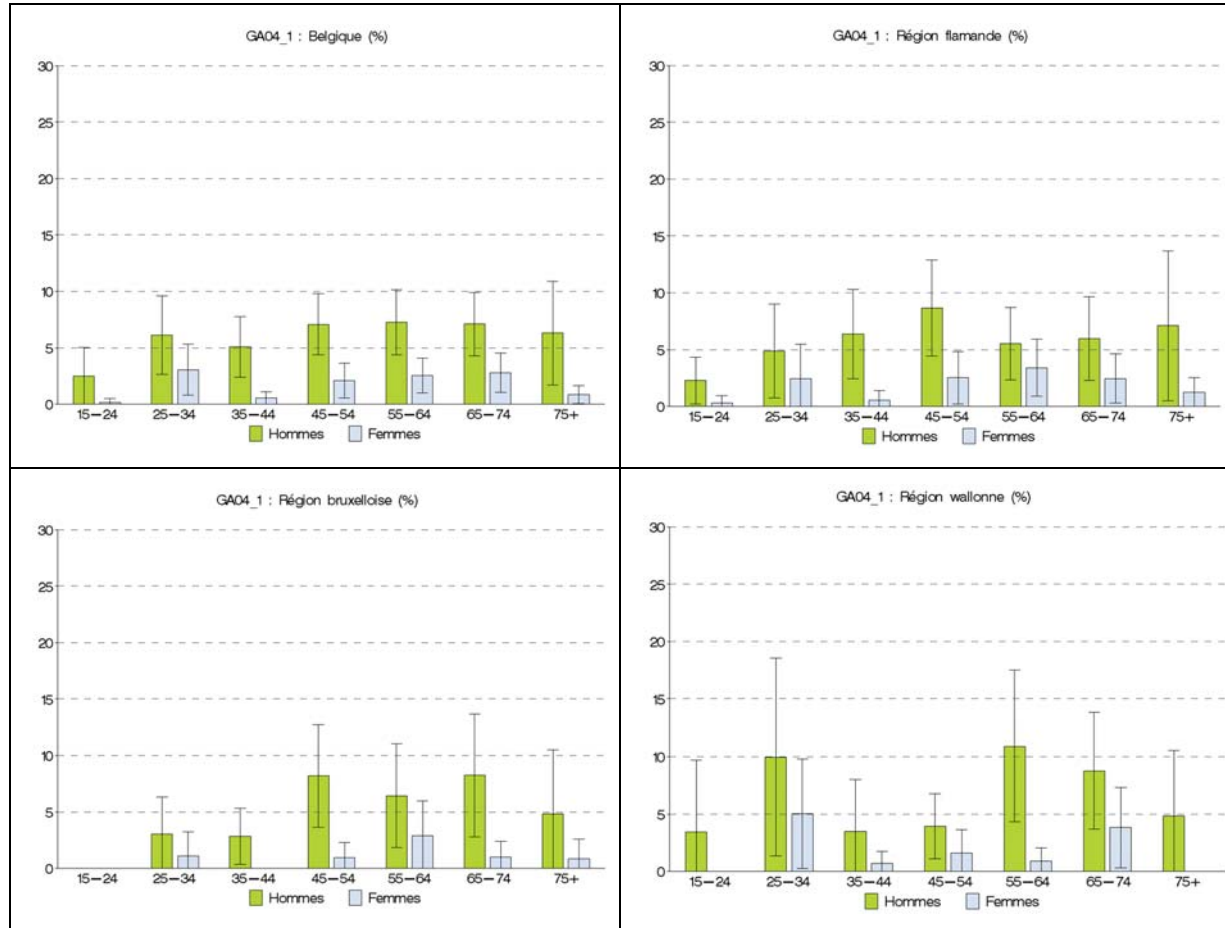 GA04_1 : Belgique (%)
30
25
20
15
10
5
0
15–24 25–34 35–44 45–54 55–64 65–74 75+
Hommes Femmes
GA04_1 : Région flamande (%)
30
25
20
15
10
5
0
15–24 25–34 35–44 45–54 55–64 65–74 75+
Hommes Femmes
GA04_1 : Région bruxelloise (%)
30
25
20
15
10
5
0
15–24 25–34 35–44 45–54 55–64 65–74 75+
Hommes Femmes
GA04_1 : Région wallonne (%)
30
25
20
15
10
5
0
15–24 25–34 35–44 45–54 55–64 65–74 75+
Hommes Femmes